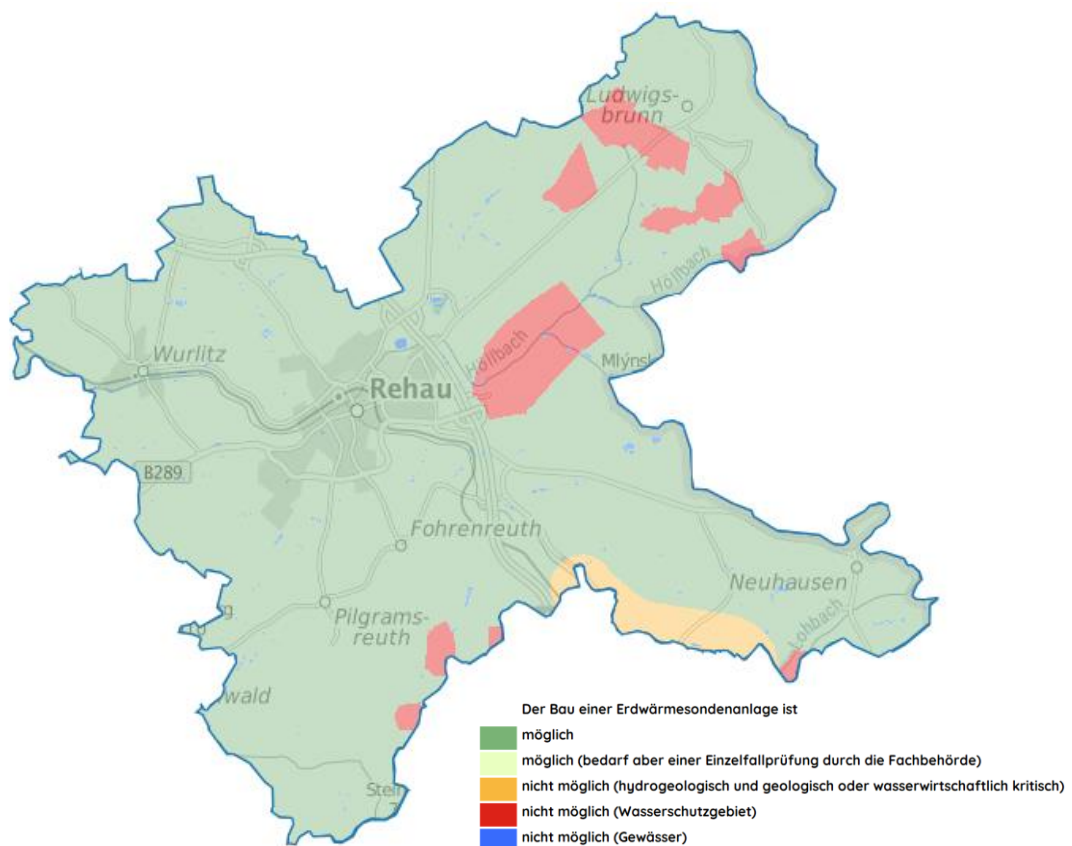 Ludwigs-
brunn
Höllbach
Höllbach
Mlýnsk
Wurlitz
Rehau
B289
Fohrenreuth
Neuhausen
Lohbach
g
Pilgrams-
reuth
wald
Stein
Der Bau einer Erdwärmesondenanlage ist
möglich
möglich (bedarf aber einer Einzelfallprüfung durch die Fachbehörde)
nicht möglich (hydrogeologisch und geologisch oder wasserwirtschaftlich kritisch)
nicht möglich (Wasserschutzgebiet)
nicht möglich (Gewässer)